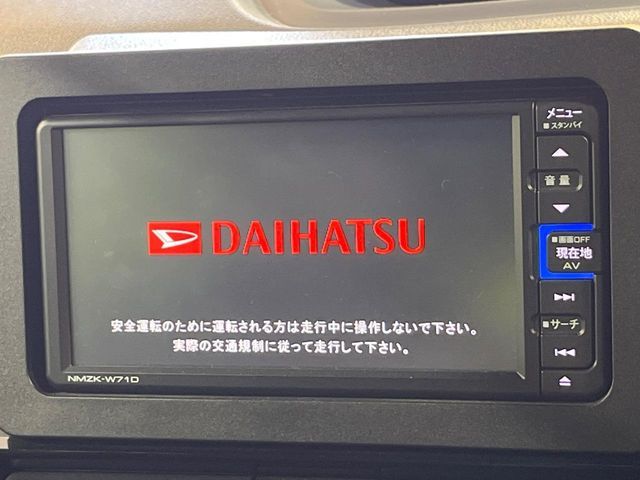 メニュー
■スタンバイ
音量
DAIHATSU
■画面OFF
現在地
AV
■サーチ
安全運転のために運転される方は走行中に操作しないで下さい。
実際の交通規制に従って走行して下さい。
NMZK-W71D